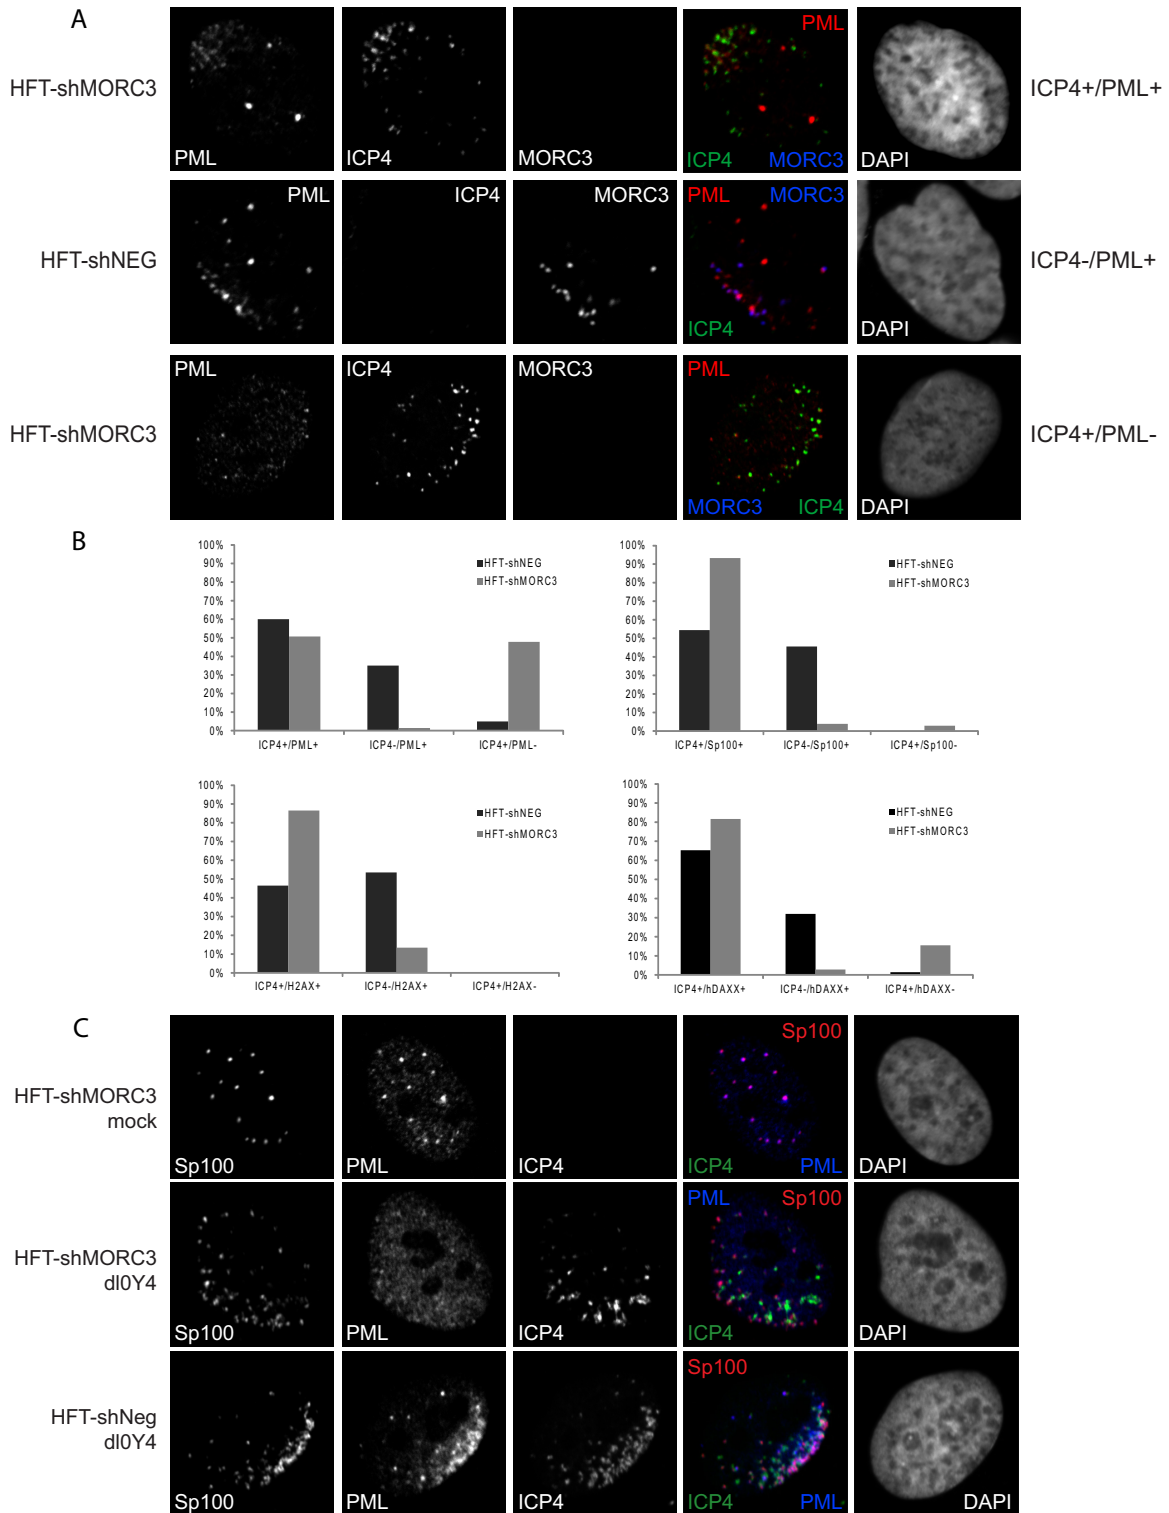 A
HFT-shMORC3
PML
ICP4
MORC3
PML
ICP4 MORC3
DAPI
ICP4+/PML+
HFT-shNEG
PML
ICP4
MORC3
PML MORC3
ICP4
DAPI
ICP4-/PML+
HFT-shMORC3
PML
ICP4
MORC3
PML
MORC3 ICP4
DAPI
ICP4+/PML-
B
100%
90%
80%
70%
60%
50%
40%
30%
20%
10%
0%
HFT-shNEG
HFT-shMORC3
ICP4+/PML+ ICP4-/PML+ ICP4+/PML-
100%
90%
80%
70%
60%
50%
40%
30%
20%
10%
0%
HFT-shNEG
HFT-shMORC3
ICP4+/Sp100+ ICP4-/Sp100+ ICP4+/Sp100-
100%
90%
80%
70%
60%
50%
40%
30%
20%
10%
0%
HFT-shNEG
HFT-shMORC3
ICP4+/H2AX+ ICP4-/H2AX+ ICP4+/H2AX-
100%
90%
80%
70%
60%
50%
40%
30%
20%
10%
0%
HFT-shNEG
HFT-shMORC3
ICP4+/hDAXX+ ICP4-/hDAXX+ ICP4+/hDAXX-
C
HFT-shMORC3
mock
Sp100
PML
ICP4
Sp100
ICP4 PML
DAPI
HFT-shMORC3
dl0Y4
Sp100
PML
ICP4
PML Sp100
ICP4
DAPI
HFT-shNeg
dl0Y4
Sp100
PML
ICP4
Sp100
ICP4 PML
DAPI